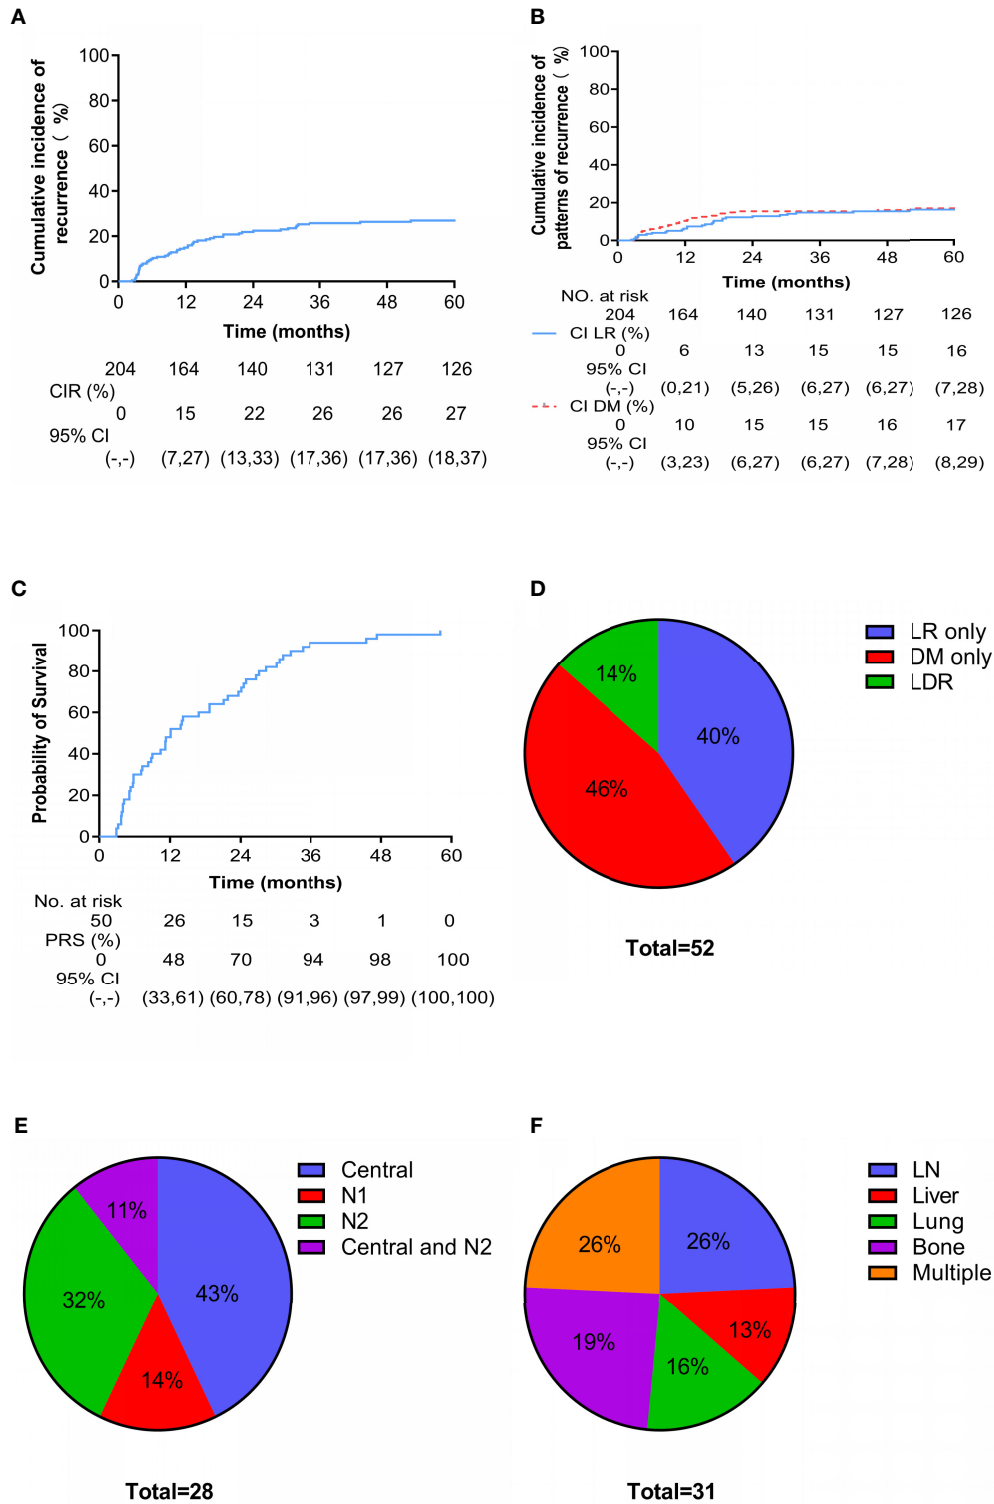 A
Cumulative incidence of
recurrence ( %)
100
80
60
40
20
0
0 12 24 36 48 60
Time (months)
204 164 140 131 127 126
CIR (%)
0 15 22 26 26 27
95% CI
(-,-) (7,27) (13,33) (17,36) (17,36) (18,37)
B
Cumulative incidence of
patterns of recurrence ( %)
100
80
60
40
20
0
0 12 24 36 48 60
Time (months)
NO. at risk
204 164 140 131 127 126
CI LR (%)
0 6 13 15 15 16
95% CI
(-,-) (0,21) (5,26) (6,27) (6,27) (7,28)
CI DM (%)
0 10 15 15 16 17
95% CI
(-,-) (3,23) (6,27) (6,27) (7,28) (8,29)
C
Probability of Survival
100
80
60
40
20
0
0 12 24 36 48 60
Time (months)
No. at risk
50 26 15 3 1 0
PRS (%)
0 48 70 94 98 100
95% CI
(-,-) (33,61) (60,78) (91,96) (97,99) (100,100)
D
14%
40%
46%
LR only
DM only
LDR
Total=52
E
11%
43%
32%
14%
Central
N1
N2
Central and N2
Total=28
F
26%
26%
13%
19%
16%
LN
Liver
Lung
Bone
Multiple
Total=31